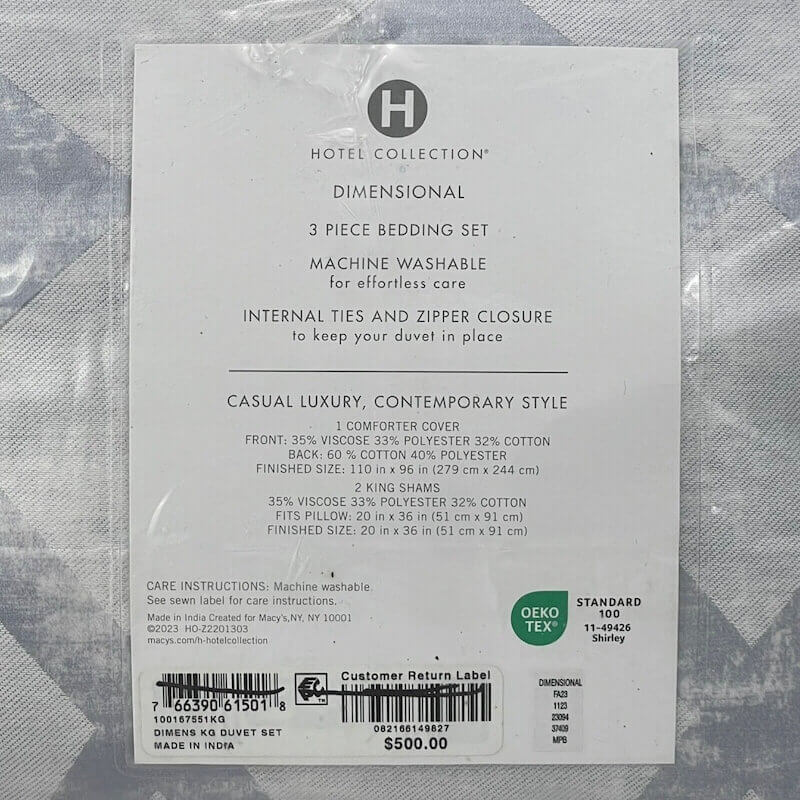 H
HOTEL COLLECTION®
DIMENSIONAL
3 PIECE BEDDING SET
MACHINE WASHABLE
for effortless care
INTERNAL TIES AND ZIPPER CLOSURE
to keep your duvet in place
CASUAL LUXURY, CONTEMPORARY STYLE
1 COMFORTER COVER
FRONT: 35% VISCOSE 33% POLYESTER 32% COTTON
BACK: 60 % COTTON 40% POLYESTER
FINISHED SIZE: 110 in x 96 in (279 cm x 244 cm)
2 KING SHAMS
35% VISCOSE 33% POLYESTER 32% COTTON
FITS PILLOW: 20 in x 36 in (51 cm x 91 cm)
FINISHED SIZE: 20 in x 36 in (51 cm x 91 cm)
CARE INSTRUCTIONS: Machine washable.
See sewn label for care instructions.
Made in India Created for Macy's,NY, NY 10001
©2023 HO-Z2201303
macys.com/h-hotelcollection
OEKO
TEX®
STANDARD
100
11-49426
Shirley
7 66390 61501 8
100167551KG
DIMENS KG DUVET SET
MADE IN INDIA
TM
Customer Return Label
082166149827
$500.00
DIMENSIONAL
FA23
1123
23094
37409
MPB